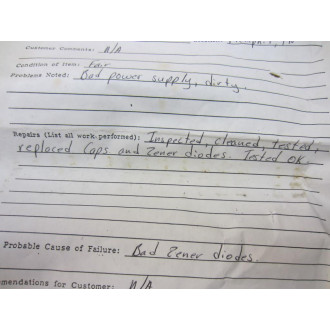 Customer Comments: N/A
Condition of Item: Fair
Problems Noted: Bad power supply, dirty.
Repairs (List all work performed): Inspected, cleaned, tested,
replaced Caps and Zener diodes. Tested OK.
Probable Cause of Failure: Bad Zener diodes.
mendations for Customer: N/A